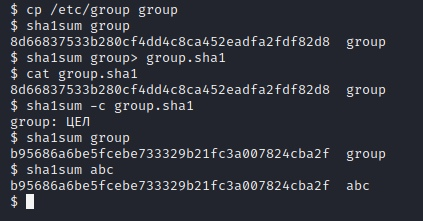 $ cp /etc/group group
$ sha1sum group
8d66837533b280cf4dd4c8ca452eadfa2fdf82d8  group
$ sha1sum group> group.sha1
$ cat group.sha1
8d66837533b280cf4dd4c8ca452eadfa2fdf82d8  group
$ sha1sum -c group.sha1
group: ЦЕЛ
$ sha1sum group
b95686a6be5fcebe733329b21fc3a007824cba2f  group
$ sha1sum abc
b95686a6be5fcebe733329b21fc3a007824cba2f  abc
$